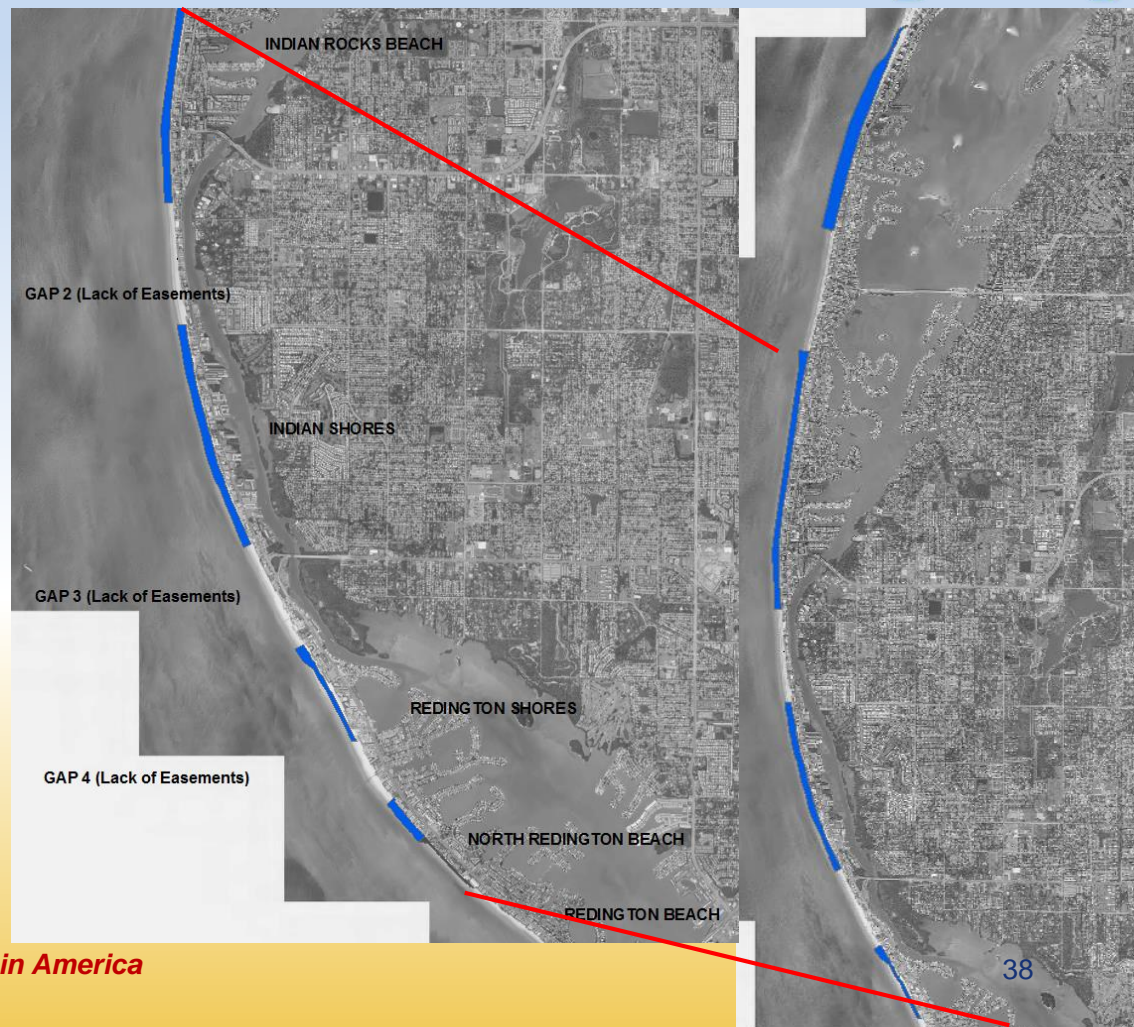 INDIAN ROCKS BEACH
GAP 2 (Lack of Easements)
INDIAN SHORES
GAP 3 (Lack of Easements)
REDINGTON SHORES
GAP 4 (Lack of Easements)
NORTH REDINGTON BEACH
REDINGTON BEACH
in America
38